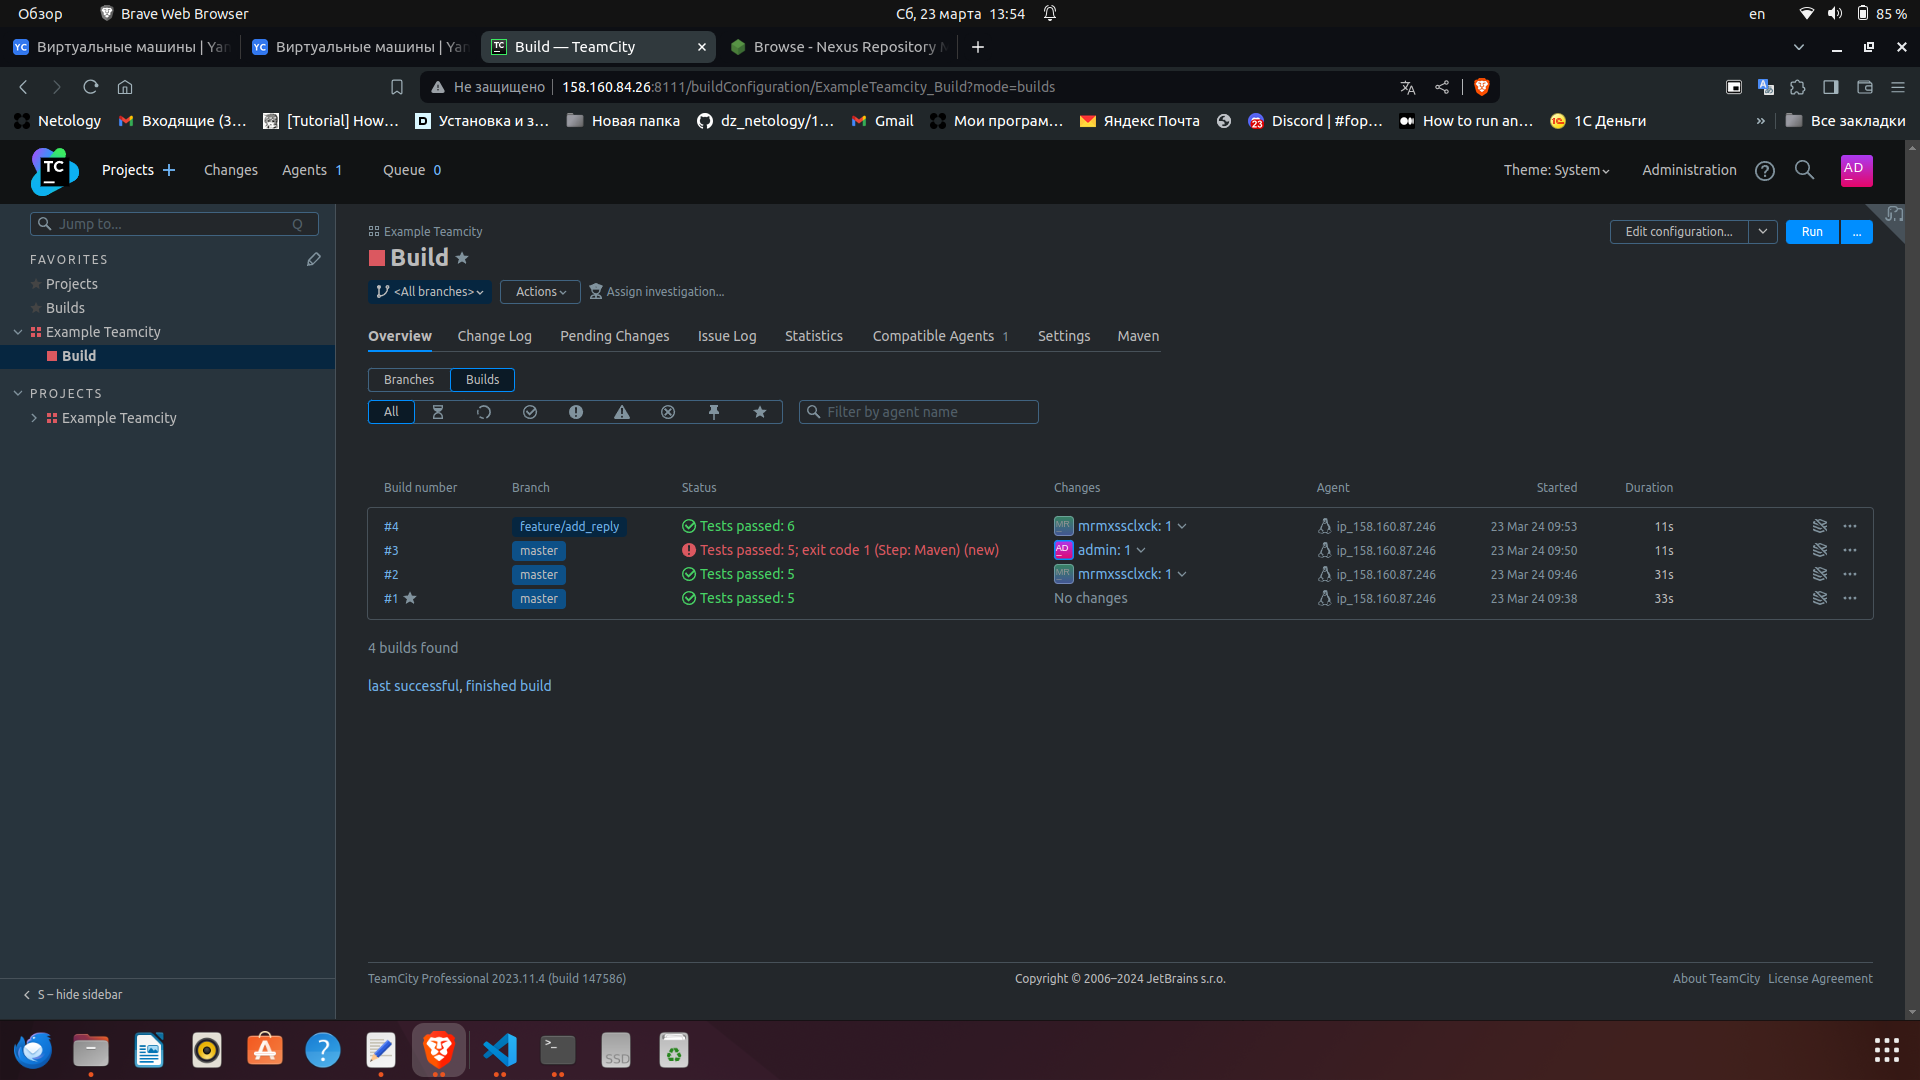 Обзор Brave Web Browser Сб, 23 марта 13:54 en 85 %
YC Виртуальные машины | Yan YC Виртуальные машины | Yan TC Build — TeamCity Browse - Nexus Repository M
Не защищено 158.160.84.26:8111/buildConfiguration/ExampleTeamcity_Build?mode=builds
Netology Входящие (3… [Tutorial] How… Установка и з… Новая папка dz_netology/1… Gmail Мои програм… Яндекс Почта Discord | #fop… How to run an… 1С Деньги » Все закладки
TC Projects Changes Agents 1 Queue 0 Theme: System Administration AD
Jump to... Q
FAVORITES
Projects
Builds
Example Teamcity
Build
PROJECTS
Example Teamcity
S – hide sidebar
Example Teamcity Edit configuration... Run ...
Build
<All branches> Actions Assign investigation...
Overview Change Log Pending Changes Issue Log Statistics Compatible Agents 1 Settings Maven
Branches Builds
All Filter by agent name
Build number Branch Status Changes Agent Started Duration
#4 feature/add_reply Tests passed: 6 MR mrmxssclxck: 1 ip_158.160.87.246 23 Mar 24 09:53 11s
#3 master Tests passed: 5; exit code 1 (Step: Maven) (new) AD admin: 1 ip_158.160.87.246 23 Mar 24 09:50 11s
#2 master Tests passed: 5 MR mrmxssclxck: 1 ip_158.160.87.246 23 Mar 24 09:46 31s
#1 master Tests passed: 5 No changes ip_158.160.87.246 23 Mar 24 09:38 33s
4 builds found
last successful, finished build
TeamCity Professional 2023.11.4 (build 147586) Copyright © 2006–2024 JetBrains s.r.o. About TeamCity License Agreement
SSD